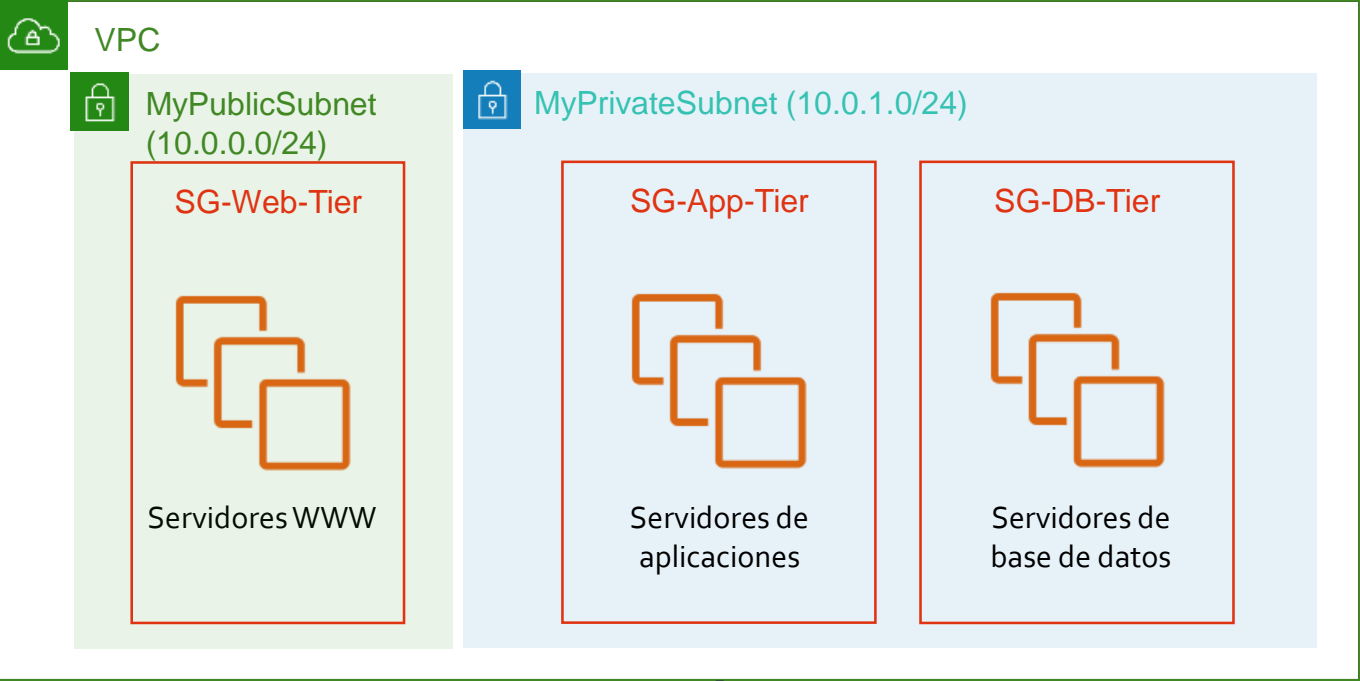 VPC
MyPublicSubnet
(10.0.0.0/24)
SG-Web-Tier
Servidores WWW
MyPrivateSubnet (10.0.1.0/24)
SG-App-Tier
Servidores de
aplicaciones
SG-DB-Tier
Servidores de
base de datos